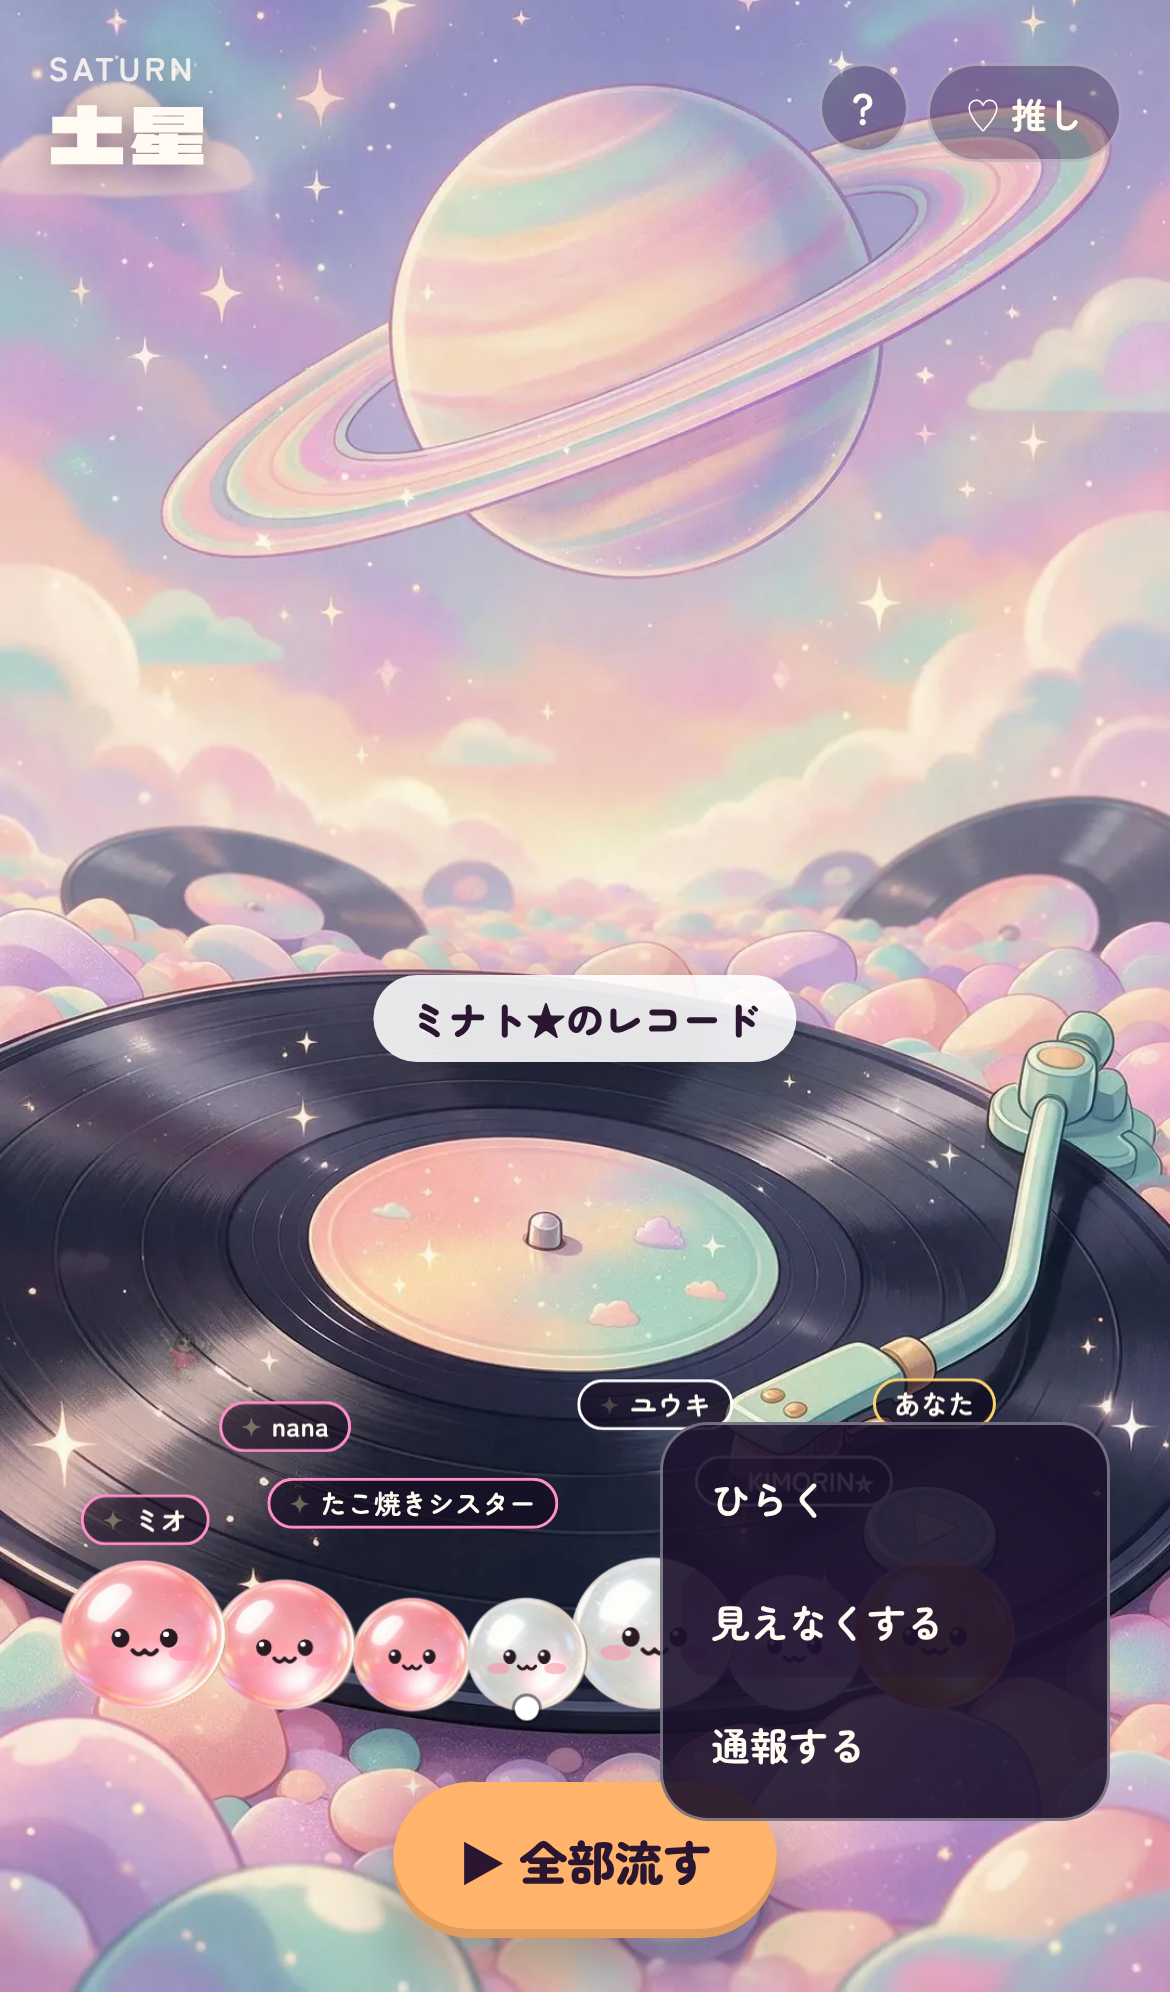 SATURN
土星
?
♡ 推し
ミナト★のレコード
ユウキ
あなた
nana
KIMORIN★
たこ焼きシスター
ミオ
ひらく
見えなくする
通報する
▶ 全部流す